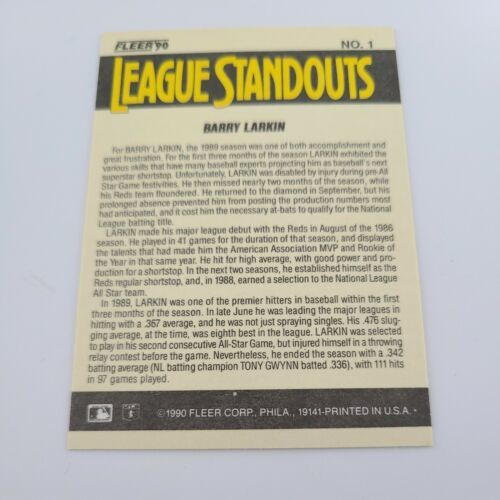 FLEER '90
NO. 1
LEAGUE STANDOUTS
BARRY LARKIN
For BARRY LARKIN, the 1989 season was one of both accomplishment and
great frustration. For the first three months of the season LARKIN exhibited the
various skills that have many baseball experts projecting him as baseball's next
superstar shortstop. Unfortunately, LARKIN was disabled by injury during pre-All
Star Game festivities. He then missed nearly two months of the season, while
his Reds team floundered. He returned to the diamond in September, but his
prolonged absence prevented him from posting the production numbers most
had anticipated, and it cost him the necessary at-bats to qualify for the National
League batting title.
LARKIN made his major league debut with the Reds in August of the 1986
season. He played in 41 games for the duration of that season, and displayed
the talents that had made him the American Association MVP and Rookie of
the Year in that same year. He hit for high average, with good power and pro-
duction for a shortstop. In the next two seasons, he established himself as the
Reds regular shortstop, and, in 1988, earned a selection to the National League
All Star team.
In 1989, LARKIN was one of the premier hitters in baseball within the first
three months of the season. In late June he was leading the major leagues in
hitting with a .367 average, and he was not just spraying singles. His .476 slug-
ging average, at the time, was eighth best in the league. LARKIN was selected
to play in his second consecutive All-Star Game, but injured himself in a throwing
relay contest before the game. Nevertheless, he ended the season with a .342
batting average (NL batting champion TONY GWYNN batted .336), with 111 hits
in 97 games played.
©1990 FLEER CORP., PHILA., 19141-PRINTED IN U.S.A.